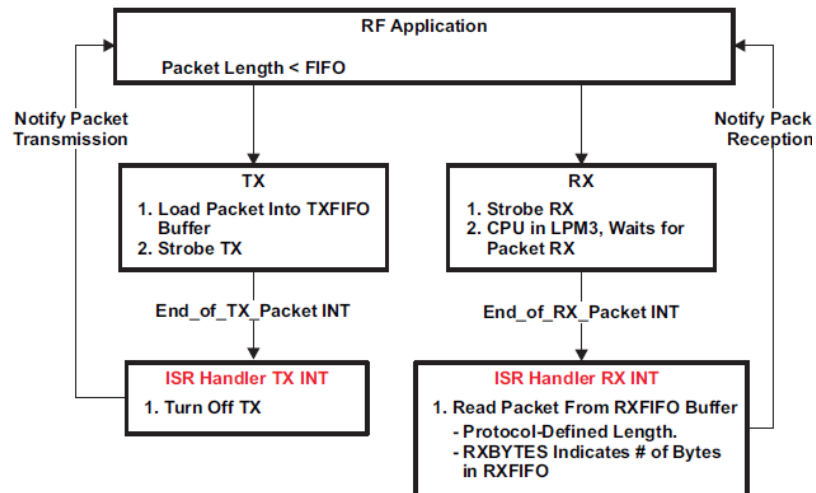 RF Application
Packet Length < FIFO
Notify Packet
Transmission
Notify Pack
Reception
TX
1. Load Packet Into TXFIFO
Buffer
2. Strobe TX
RX
1. Strobe RX
2. CPU in LPM3, Waits for
Packet RX
End_of_TX_Packet INT
End_of_RX_Packet INT
ISR Handler TX INT
1. Turn Off TX
ISR Handler RX INT
1. Read Packet From RXFIFO Buffer
- Protocol-Defined Length.
- RXBYTES Indicates # of Bytes
in RXFIFO